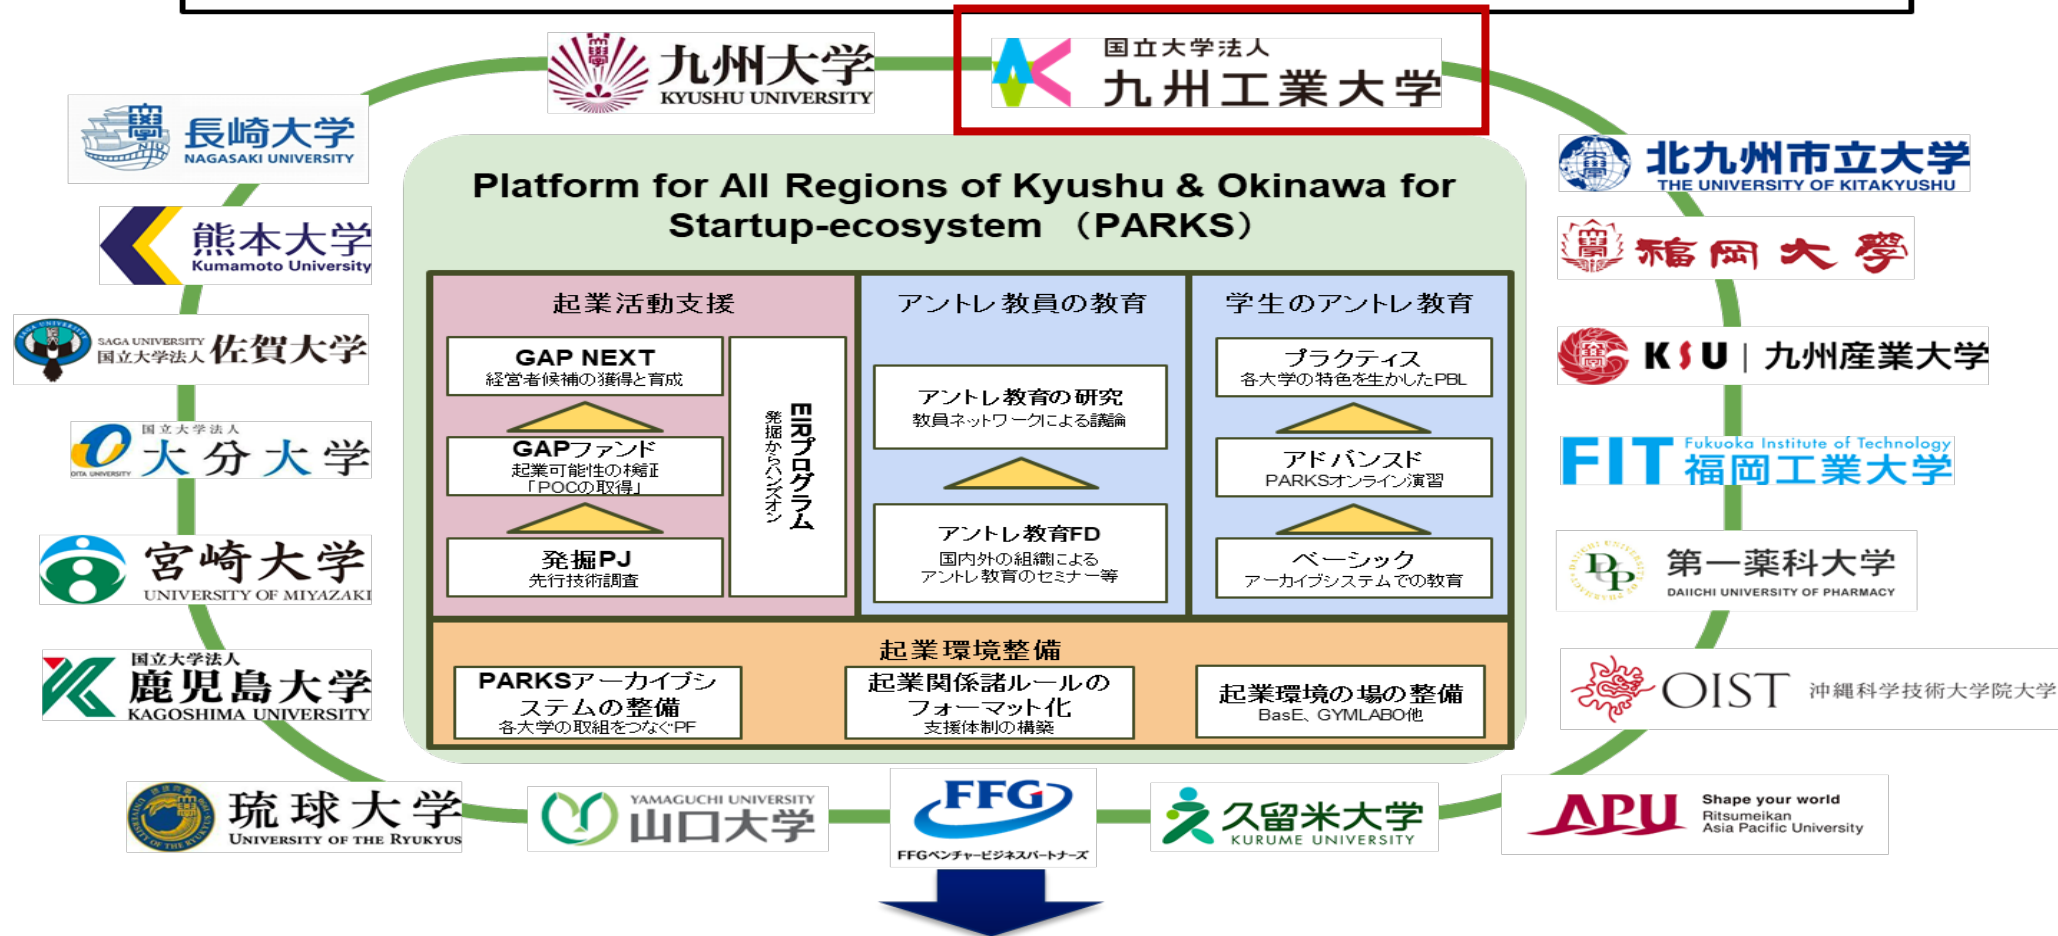 九州大学
KYUSHU UNIVERSITY
国立大学法人
九州工業大学
長崎大学
NAGASAKI UNIVERSITY
熊本大学
Kumamoto University
SAGA UNIVERSITY
国立大学法人 佐賀大学
国立大学法人
大分大学
OITA UNIVERSITY
宮崎大学
UNIVERSITY OF MIYAZAKI
国立大学法人
鹿児島大学
KAGOSHIMA UNIVERSITY
琉球大学
UNIVERSITY OF THE RYUKYUS
YAMAGUCHI UNIVERSITY
山口大学
FFG
FFGベンチャービジネスパートナーズ
久留米大学
KURUME UNIVERSITY
APU
Shape your world
Ritsumeikan
Asia Pacific University
北九州市立大学
THE UNIVERSITY OF KITAKYUSHU
福岡大學
KSU | 九州産業大学
FIT
Fukuoka Institute of Technology
福岡工業大学
DCP
第一薬科大学
DAIICHI UNIVERSITY OF PHARMACY
OIST 沖縄科学技術大学院大学
Platform for All Regions of Kyushu & Okinawa for
Startup-ecosystem （PARKS）
起業活動支援
GAP NEXT
経営者候補の獲得と育成
GAPファンド
起業可能性の検証
「POCの取得」
発掘PJ
先行技術調査
EIRプログラム
発掘からハンズオン
アントレ教員の教育
アントレ教育の研究
教員ネットワークによる議論
アントレ教育FD
国内外の組織による
アントレ教育のセミナー等
学生のアントレ教育
プラクティス
各大学の特色を生かしたPBL
アドバンスド
PARKSオンライン演習
ベーシック
アーカイブシステムでの教育
起業環境整備
PARKSアーカイブシ
ステムの整備
各大学の取組をつなぐPF
起業関係諸ルールの
フォーマット化
支援体制の構築
起業環境の場の整備
BasE、GYMLABO他